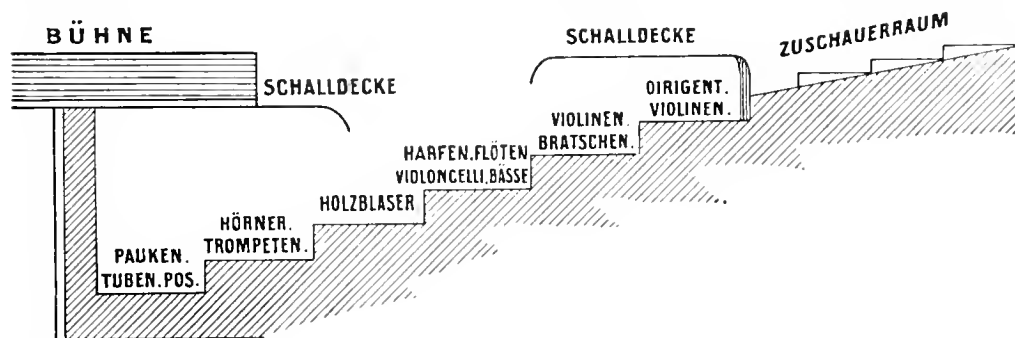 BÜHNE
SCHALLDECKE
SCHALLDECKE
ZUSCHAUERRAUM
DIRIGENT.
VIOLINEN.
VIOLINEN.
BRATSCHEN.
HARFEN.FLÖTEN
VIOLONCELLI.BÄSSE
HOLZBLÄSER
HÖRNER.
TROMPETEN.
PAUKEN.
TUBEN.POS.